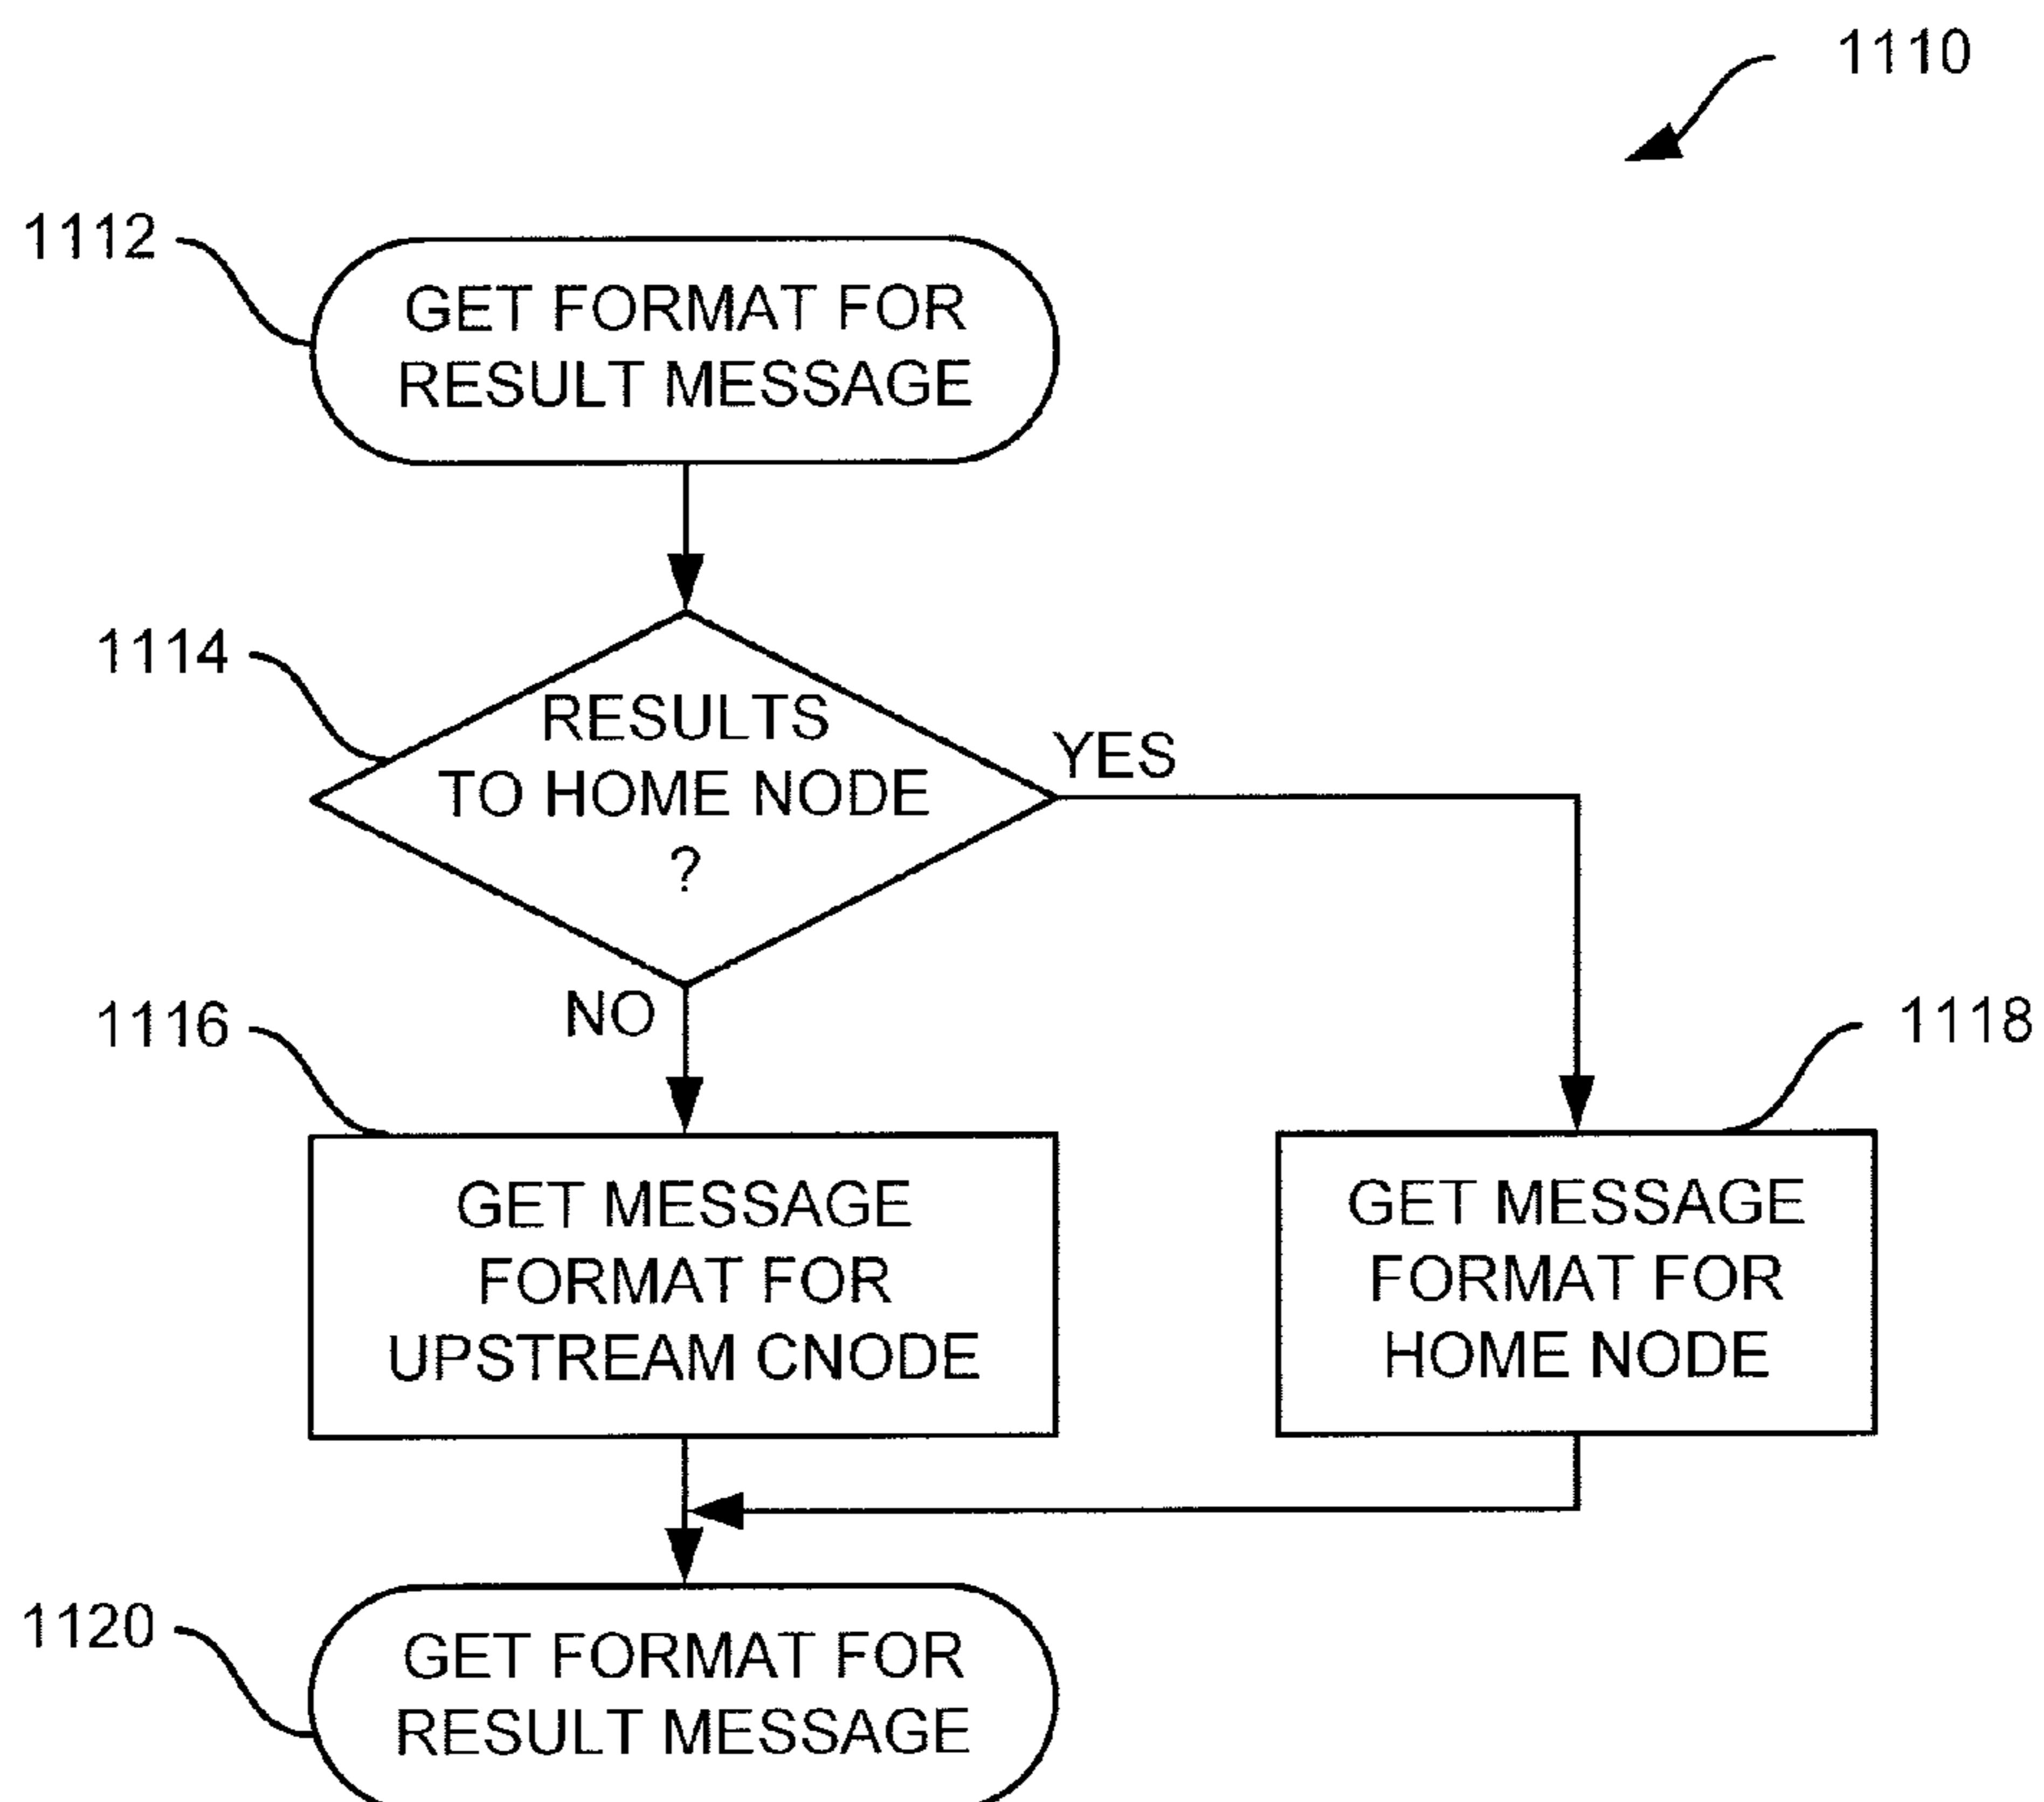 1110
1112
GET FORMAT FOR
RESULT MESSAGE
1114
RESULTS
TO HOME NODE
?
YES
NO
1116
GET MESSAGE
FORMAT FOR
UPSTREAM CNODE
1118
GET MESSAGE
FORMAT FOR
HOME NODE
1120
GET FORMAT FOR
RESULT MESSAGE